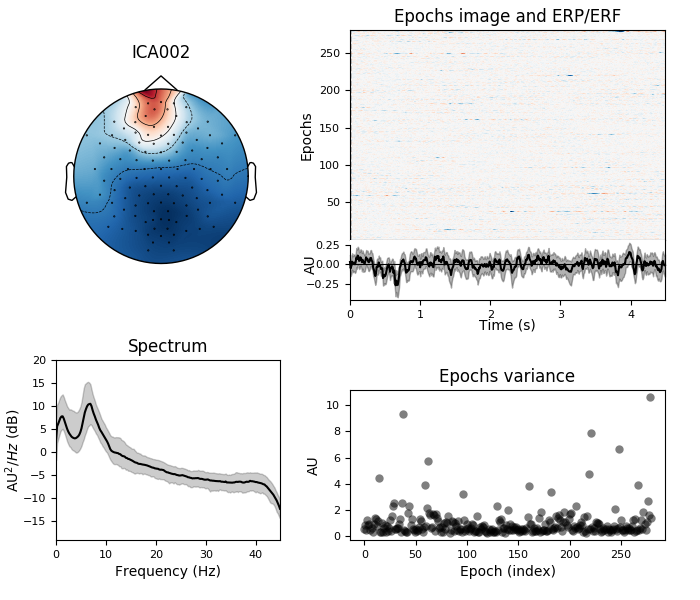 ICA002
Epochs image and ERP/ERF
Epochs
250
200
150
100
50
AU
0.25
0.00
−0.25
0 1 2 3 4
Time (s)
Spectrum
AU²/Hz (dB)
20
15
10
5
0
−5
−10
−15
0 10 20 30 40
Frequency (Hz)
Epochs variance
AU
10
8
6
4
2
0
0 50 100 150 200 250
Epoch (index)